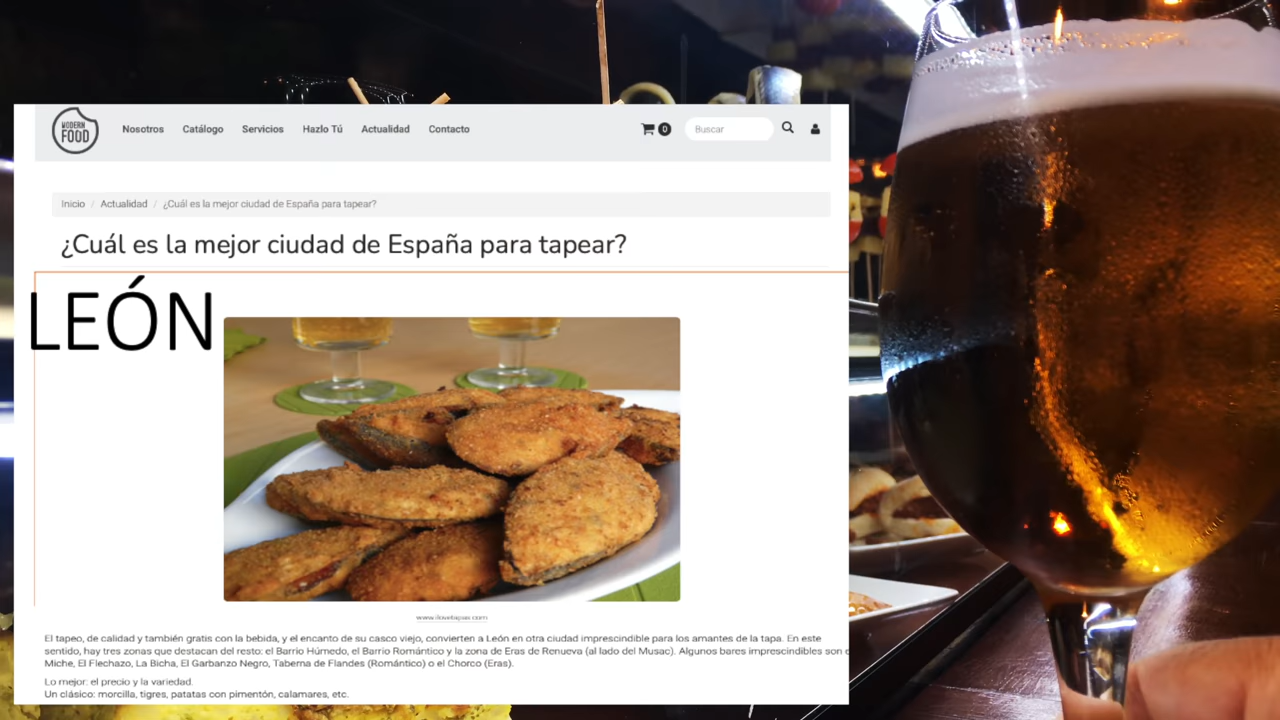 MODERN
FOOD
Nosotros Catálogo Servicios Hazlo Tú Actualidad Contacto
0
Buscar
Inicio / Actualidad / ¿Cuál es la mejor ciudad de España para tapear?
¿Cuál es la mejor ciudad de España para tapear?
LEÓN
www.ilovetapas.com
El tapeo, de calidad y también gratis con la bebida, y el encanto de su casco viejo, convierten a León en otra ciudad imprescindible para los amantes de la tapa. En este
sentido, hay tres zonas que destacan del resto: el Barrio Húmedo, el Barrio Romántico y la zona de Eras de Renueva (al lado del Musac). Algunos bares imprescindibles son
Miche, El Flechazo, La Bicha, El Garbanzo Negro, Taberna de Flandes (Romántico) o el Chorco (Eras).
Lo mejor: el precio y la variedad.
Un clásico: morcilla, tigres, patatas con pimentón, calamares, etc.